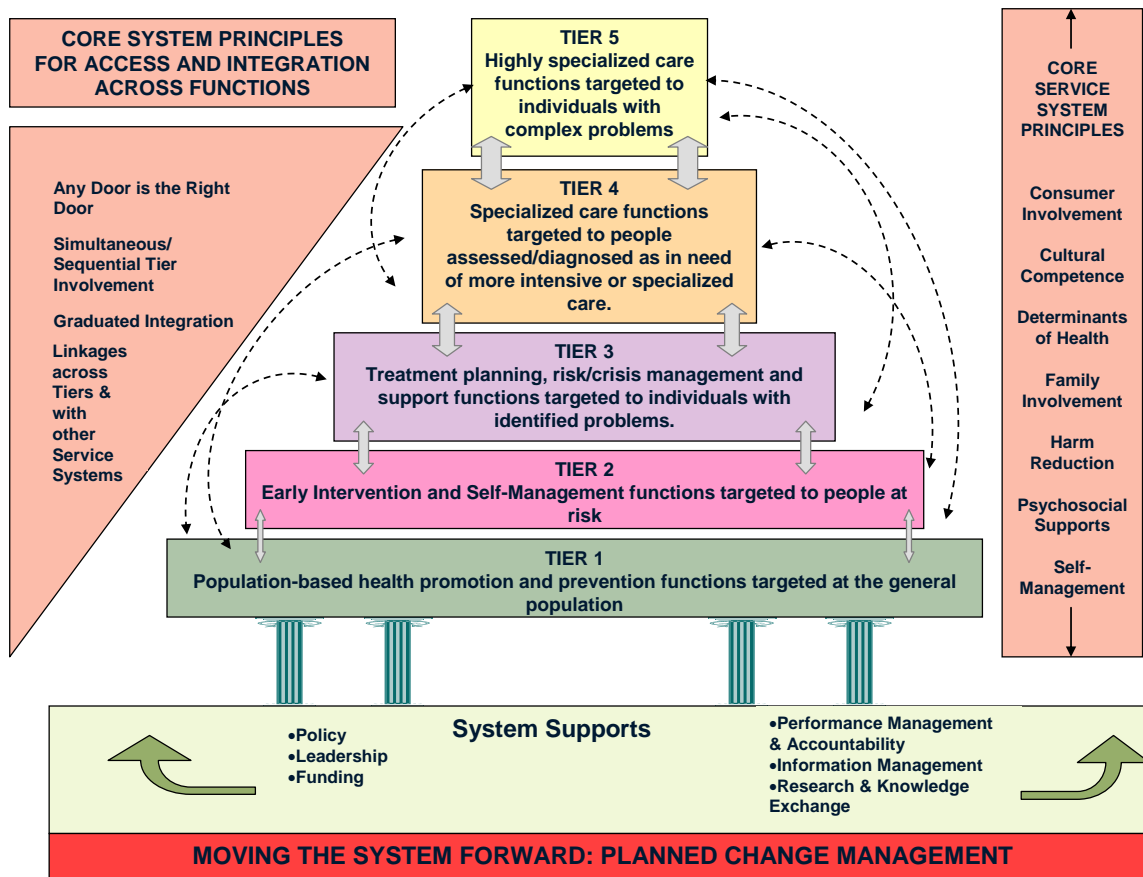 CORE SYSTEM PRINCIPLES
FOR ACCESS AND INTEGRATION
ACROSS FUNCTIONS
Any Door is the Right
Door
Simultaneous/
Sequential Tier
Involvement
Graduated Integration
Linkages
across
Tiers &
with
other
Service
Systems
TIER 5
Highly specialized care
functions targeted to
individuals with
complex problems
TIER 4
Specialized care functions
targeted to people
assessed/diagnosed as in need
of more intensive or specialized
care.
TIER 3
Treatment planning, risk/crisis management and
support functions targeted to individuals with
identified problems.
TIER 2
Early Intervention and Self-Management functions targeted to people at
risk
TIER 1
Population-based health promotion and prevention functions targeted at the general
population
CORE
SERVICE
SYSTEM
PRINCIPLES
Consumer
Involvement
Cultural
Competence
Determinants
of Health
Family
Involvement
Harm
Reduction
Psychosocial
Supports
Self-
Management
System Supports
•Policy
•Leadership
•Funding
•Performance Management
& Accountability
•Information Management
•Research & Knowledge
Exchange
MOVING THE SYSTEM FORWARD: PLANNED CHANGE MANAGEMENT